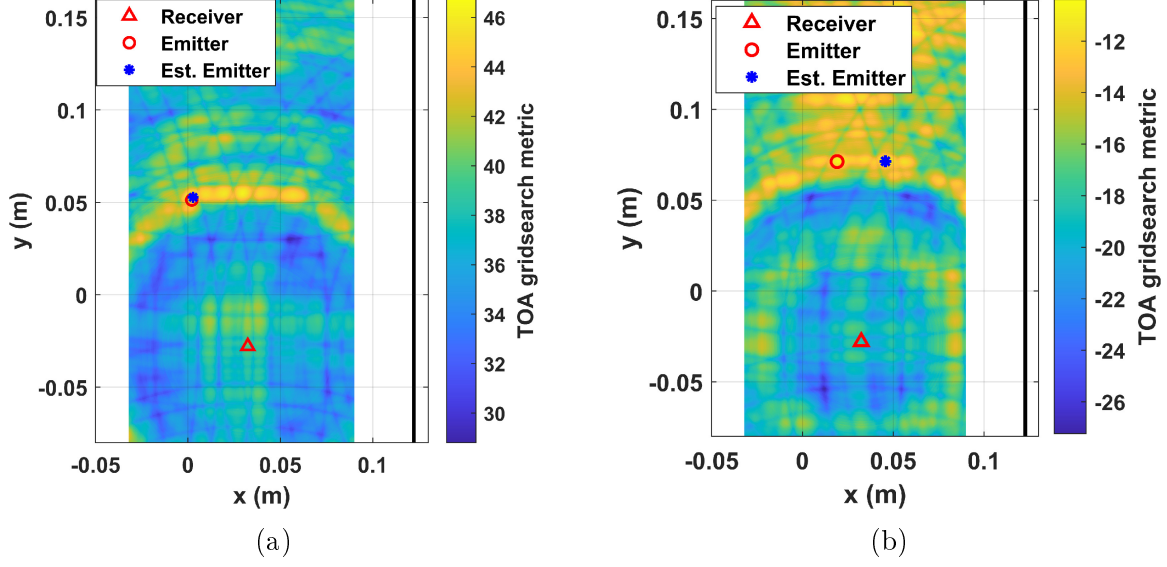 Receiver
Emitter
Est. Emitter
0.15
0.1
0.05
0
-0.05
y (m)
-0.05
0
0.05
0.1
x (m)
46
44
42
40
38
36
34
32
30
TOA gridsearch metric
(a)
Receiver
Emitter
Est. Emitter
0.15
0.1
0.05
0
-0.05
y (m)
-0.05
0
0.05
0.1
x (m)
-12
-14
-16
-18
-20
-22
-24
-26
TOA gridsearch metric
(b)